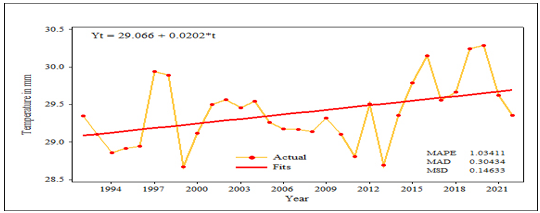 Yt = 29.066 + 0.0202*t
30.5
30.0
29.5
29.0
28.5
Temperature in mm
1994
1997
2000
2003
2006
2009
2012
2015
2018
2021
Year
Actual
Fits
MAPE 1.03411
MAD 0.30434
MSD 0.14633